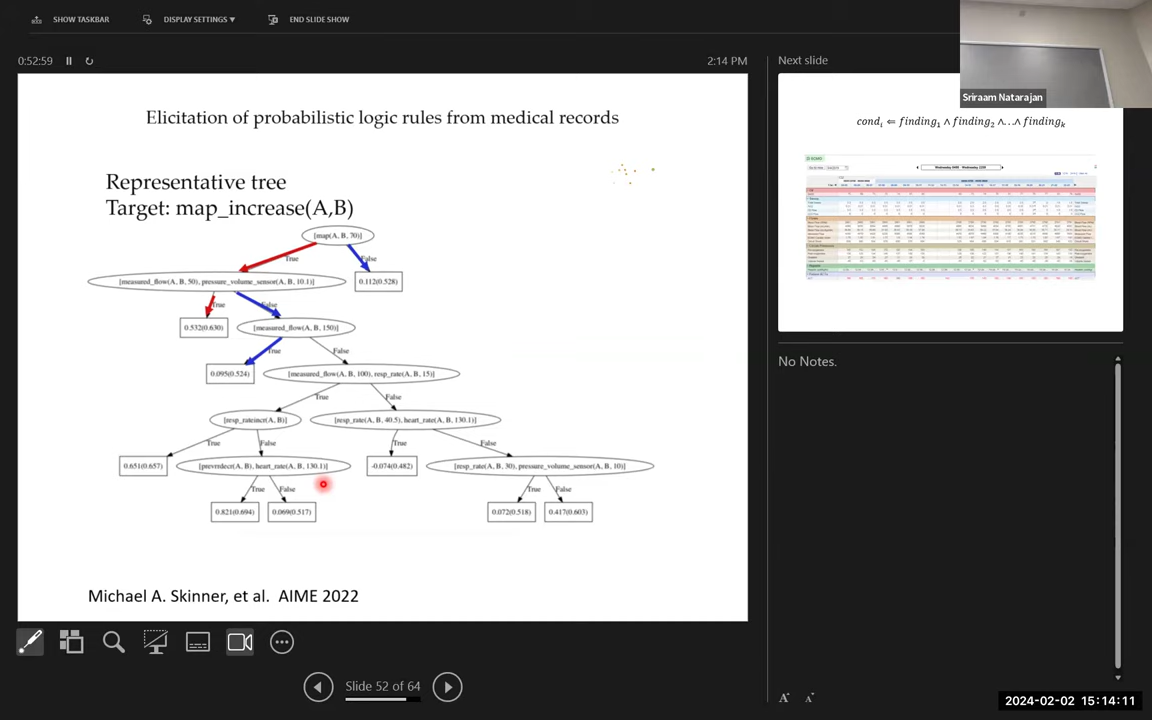 SHOW TASKBAR
DISPLAY SETTINGS ▼
END SLIDE SHOW
0:52:59
2:14 PM
Next slide
Sriraam Natarajan
Elicitation of probabilistic logic rules from medical records
Representative tree
Target: map_increase(A,B)
[map(A, B, 70)]
True
False
[measured_flow(A, B, 50), pressure_volume_sensor(A, B, 10.1)]
0.112(0.528)
True
False
0.532(0.630)
[measured_flow(A, B, 150)]
True
False
0.095(0.524)
[measured_flow(A, B, 100), resp_rate(A, B, 15)]
True
False
[resp_rateincr(A, B)]
[resp_rate(A, B, 40.5), heart_rate(A, B, 130.1)]
True
False
True
False
0.651(0.657)
[prevrrdecr(A, B), heart_rate(A, B, 130.1)]
-0.074(0.482)
[resp_rate(A, B, 30), pressure_volume_sensor(A, B, 10)]
True
False
True
False
0.821(0.694)
0.069(0.517)
0.072(0.518)
0.417(0.603)
Michael A. Skinner, et al. AIME 2022
cond_i ⇐ finding_1 ∧ finding_2 ∧...∧ finding_k
No Notes.
Slide 52 of 64
A A
2024-02-02 15:14:11